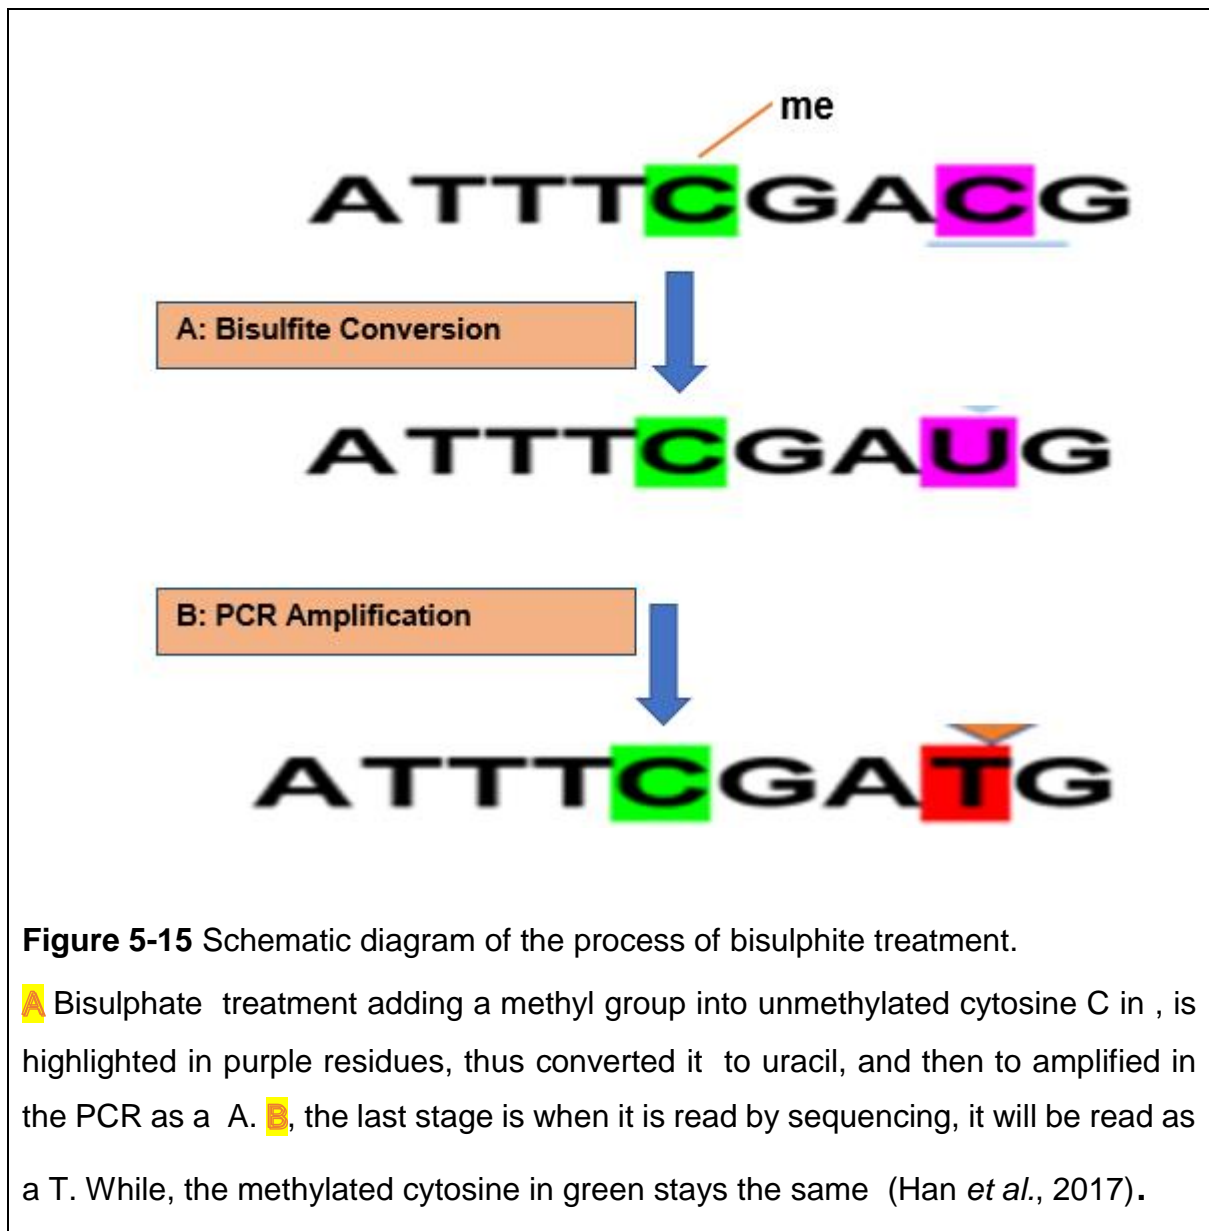 me
ATTTCGACG
A: Bisulfite Conversion
ATTTCGAUG
B: PCR Amplification
ATTTCGATG
Figure 5-15 Schematic diagram of the process of bisulphite treatment.
A Bisulphate treatment adding a methyl group into unmethylated cytosine C in , is
highlighted in purple residues, thus converted it to uracil, and then to amplified in
the PCR as a A. B, the last stage is when it is read by sequencing, it will be read as
a T. While, the methylated cytosine in green stays the same (Han et al., 2017).